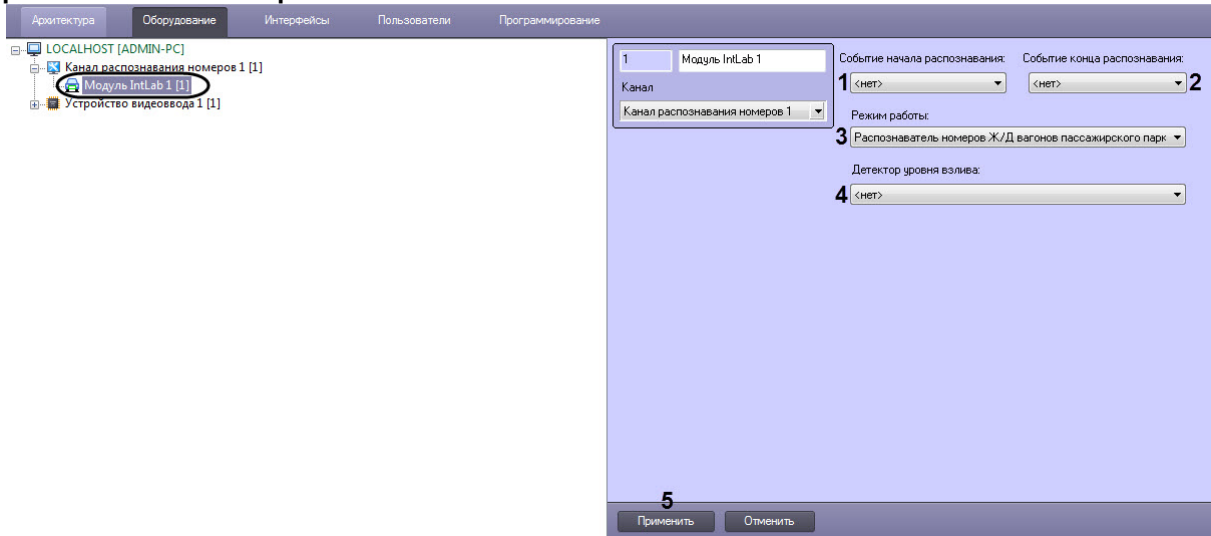 Архитектура Оборудование Интерфейсы Пользователи Программирование
LOCALHOST [ADMIN-PC]
Канал распознавания номеров 1 [1]
Модуль IntLab 1 [1]
Устройство видеоввода 1 [1]
1 Модуль IntLab 1
Канал
Канал распознавания номеров 1
Событие начала распознавания: Событие конца распознавания:
1 <нет> <нет> 2
Режим работы:
3 Распознаватель номеров Ж/Д вагонов пассажирского парк
Детектор уровня взлива:
4 <нет>
5
Применить Отменить